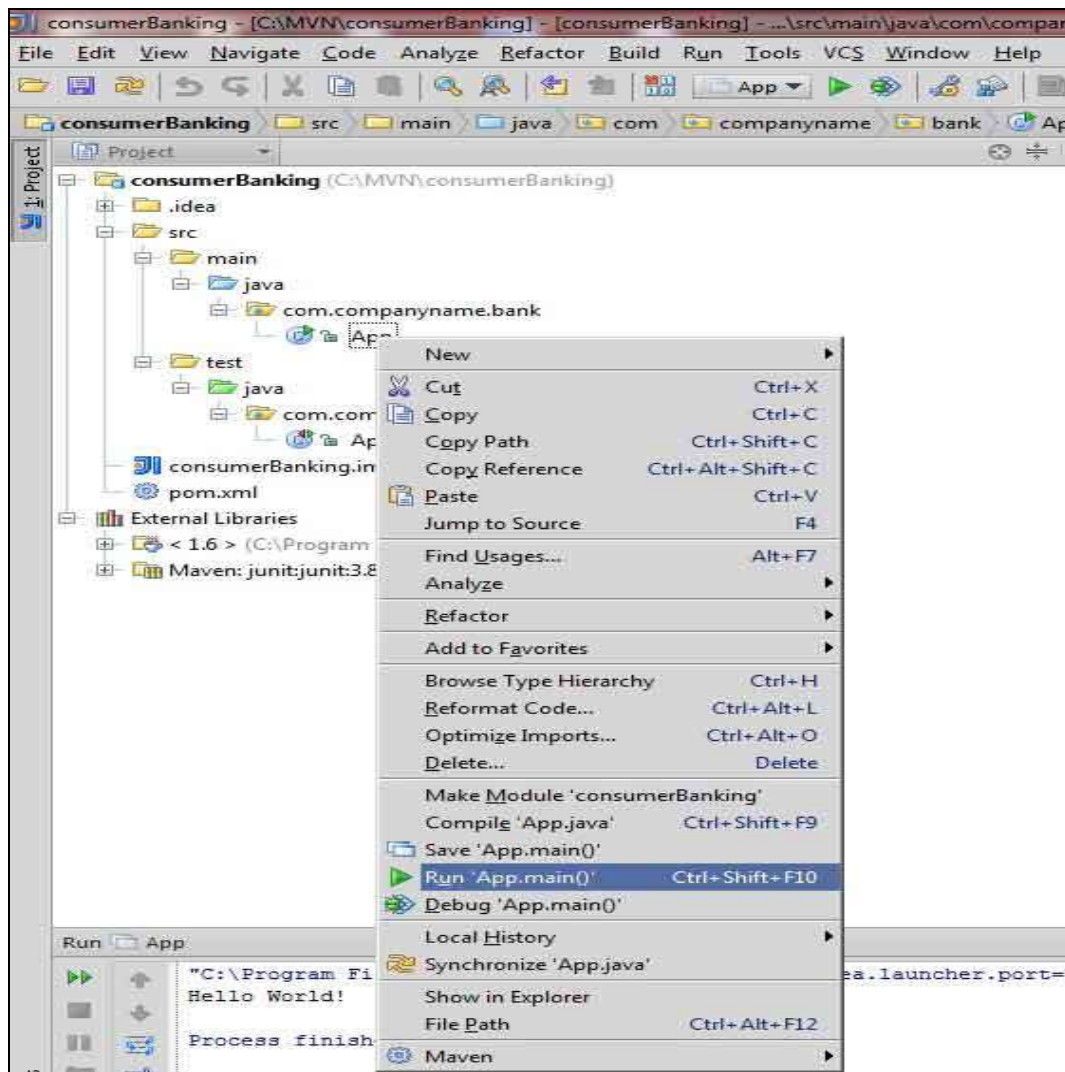 consumerBanking - [C:\MVN\consumerBanking] - [consumerBanking] - ...\src\main\java\com\compan
File Edit View Navigate Code Analyze Refactor Build Run Tools VCS Window Help
App
consumerBanking src main java com companyname bank Ap
1: Project
Project
consumerBanking (C:\MVN\consumerBanking)
.idea
src
main
java
com.companyname.bank
App
test
java
com.com
Ap
consumerBanking.im
pom.xml
External Libraries
< 1.6 > (C:\Program
Maven: junit:junit:3.8
New
Cut Ctrl+X
Copy Ctrl+C
Copy Path Ctrl+Shift+C
Copy Reference Ctrl+Alt+Shift+C
Paste Ctrl+V
Jump to Source F4
Find Usages... Alt+F7
Analyze
Refactor
Add to Favorites
Browse Type Hierarchy Ctrl+H
Reformat Code... Ctrl+Alt+L
Optimize Imports... Ctrl+Alt+O
Delete... Delete
Make Module 'consumerBanking'
Compile 'App.java' Ctrl+Shift+F9
Save 'App.main()'
Run 'App.main()' Ctrl+Shift+F10
Debug 'App.main()'
Local History
Synchronize 'App.java'
Show in Explorer
File Path Ctrl+Alt+F12
Maven
Run App
"C:\Program Fi ea.launcher.port=
Hello World!
Process finish